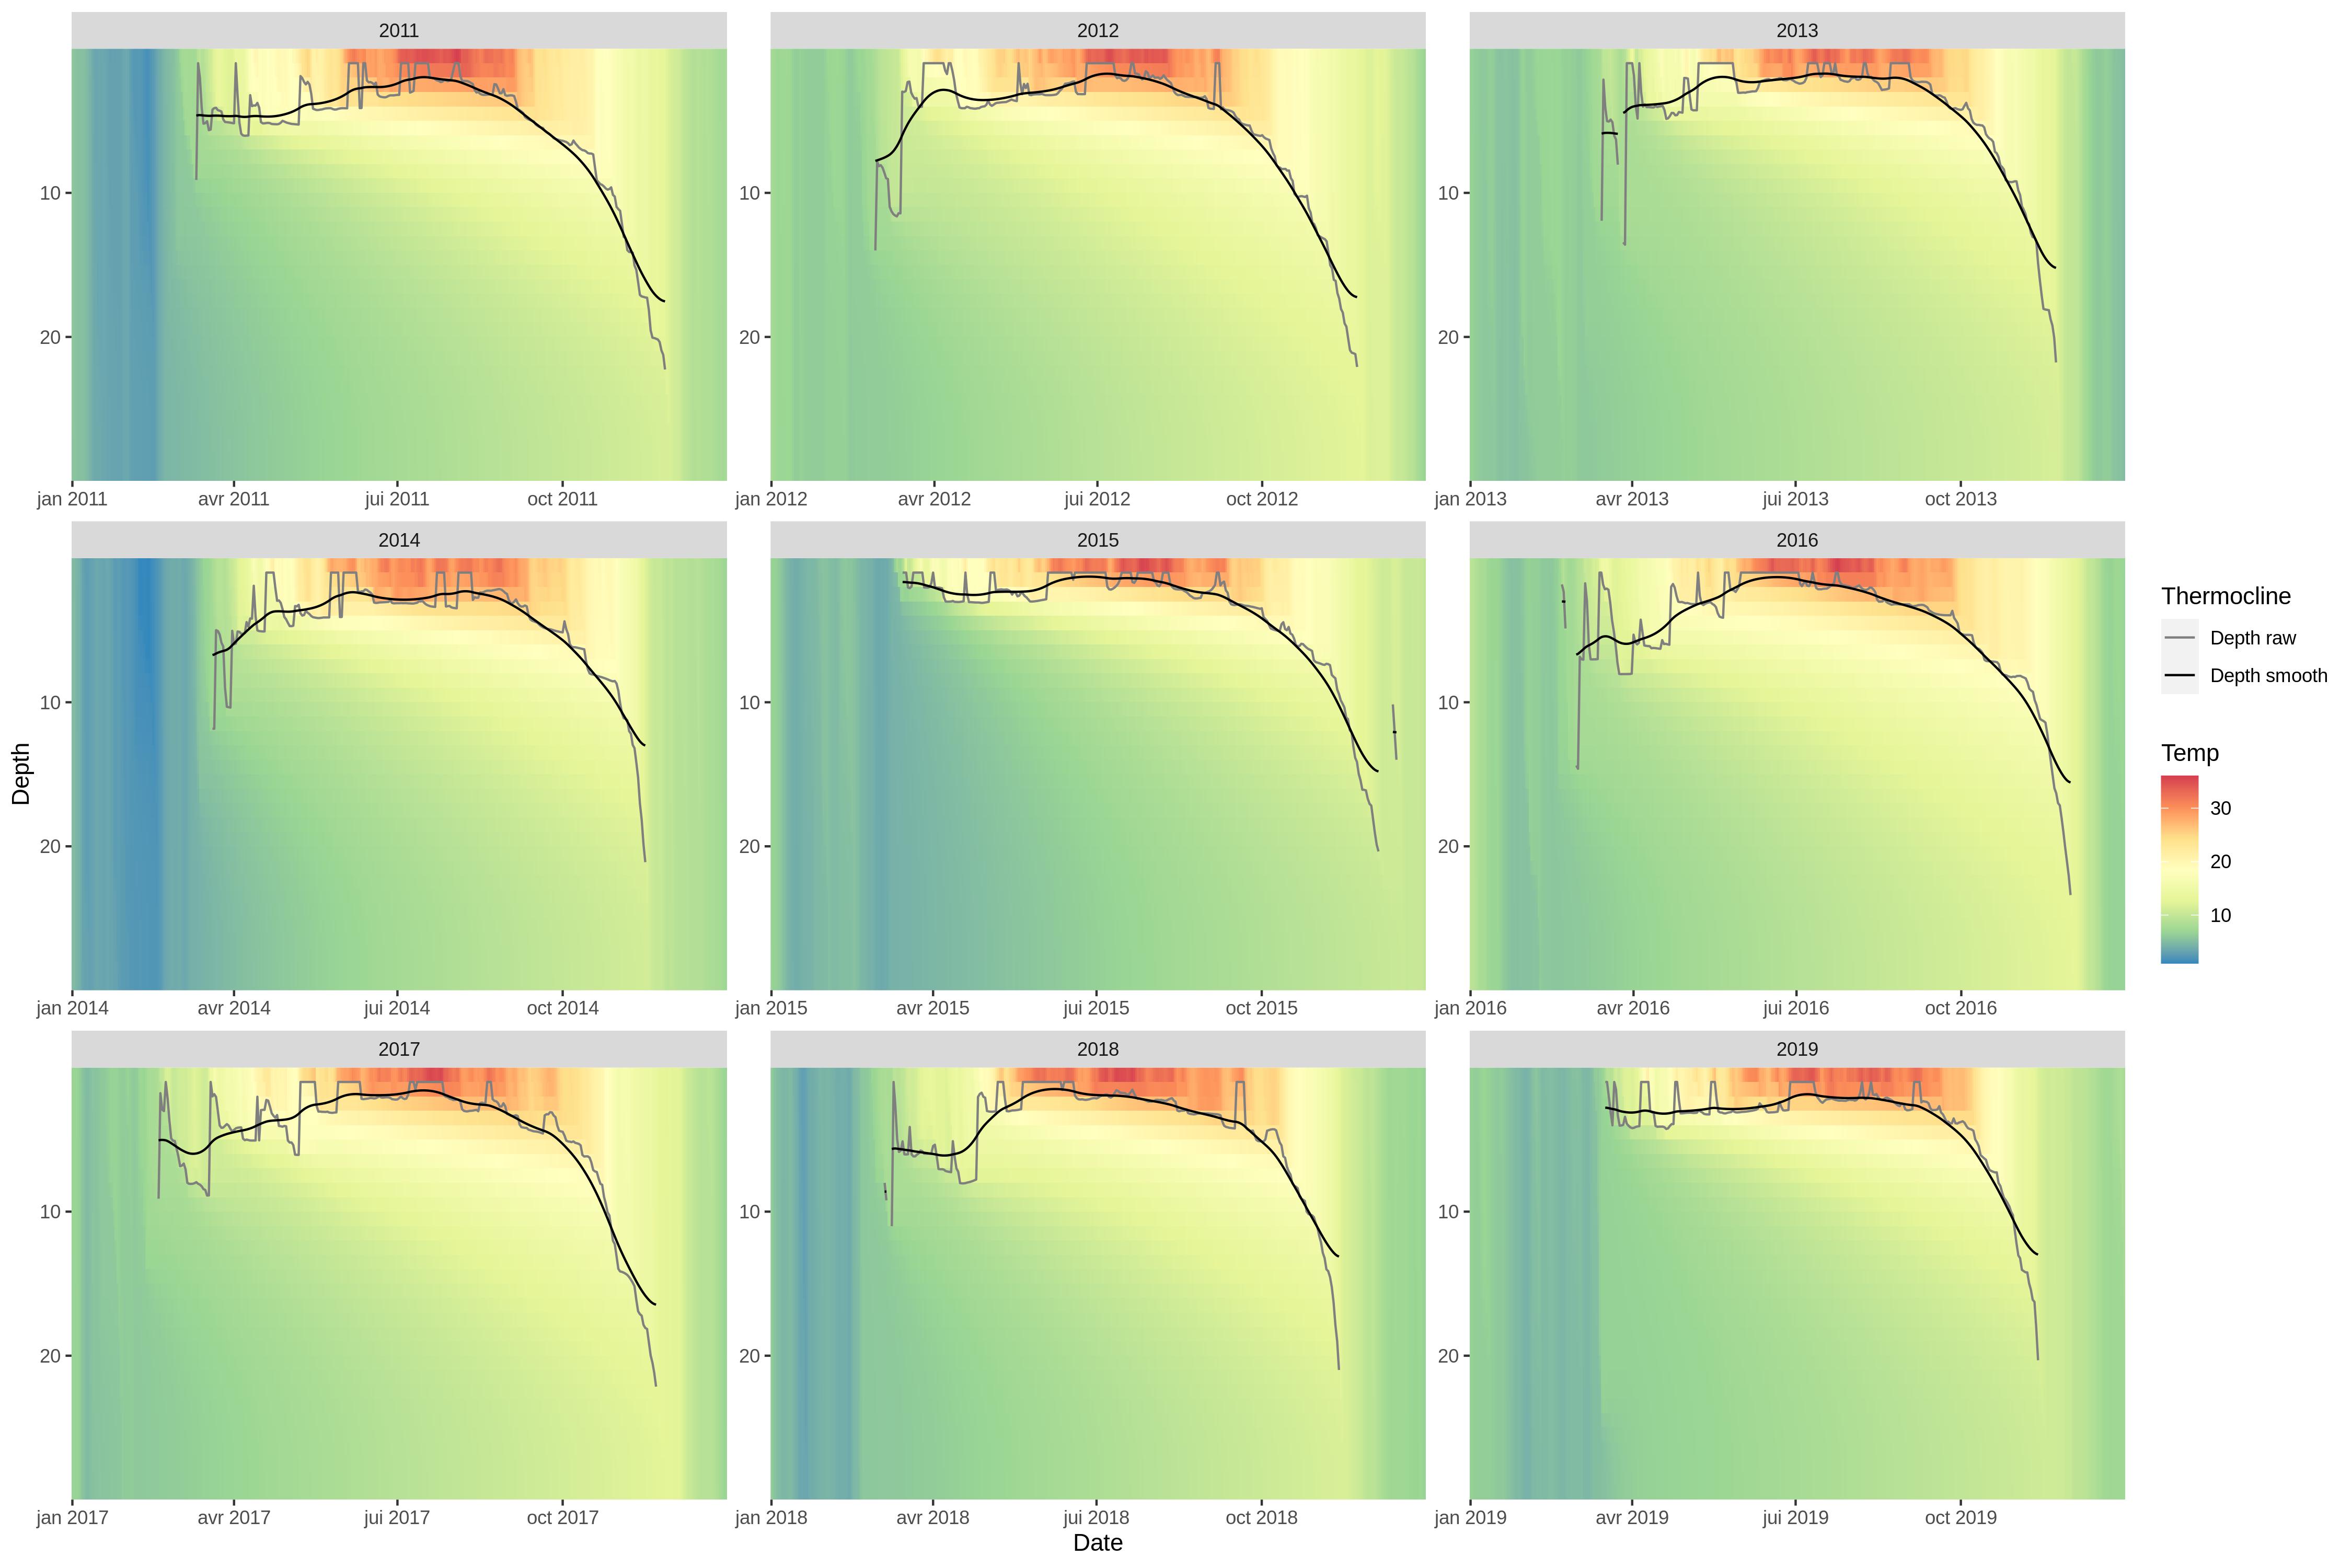 2011 2012 2013
10 10 10
20 20 20
jan 2011 avr 2011 jui 2011 oct 2011 jan 2012 avr 2012 jui 2012 oct 2012 jan 2013 avr 2013 jui 2013 oct 2013
2014 2015 2016
10 10 10
20 20 20
jan 2014 avr 2014 jui 2014 oct 2014 jan 2015 avr 2015 jui 2015 oct 2015 jan 2016 avr 2016 jui 2016 oct 2016
2017 2018 2019
10 10 10
20 20 20
jan 2017 avr 2017 jui 2017 oct 2017 jan 2018 avr 2018 jui 2018 oct 2018 jan 2019 avr 2019 jui 2019 oct 2019
Date
Depth
Thermocline
Depth raw
Depth smooth
Temp
30
20
10